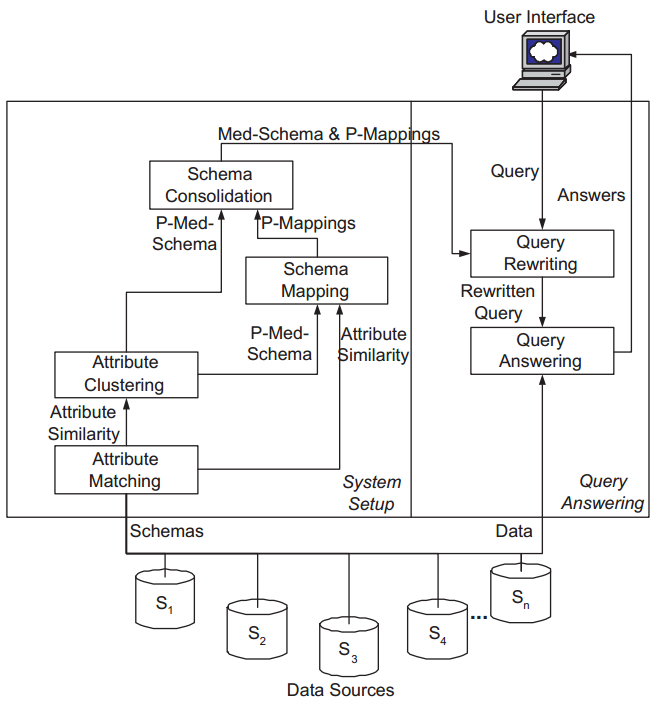 User Interface
Med-Schema & P-Mappings
Schema
Consolidation
Query
Answers
P-Med-
Schema
P-Mappings
Query
Rewriting
Schema
Mapping
Rewritten
Query
P-Med-
Schema
Attribute
Similarity
Query
Answering
Attribute
Clustering
Attribute
Similarity
Attribute
Matching
System
Setup
Query
Answering
Schemas
Data
S1
S2
S3
S4
...
Sn
Data Sources